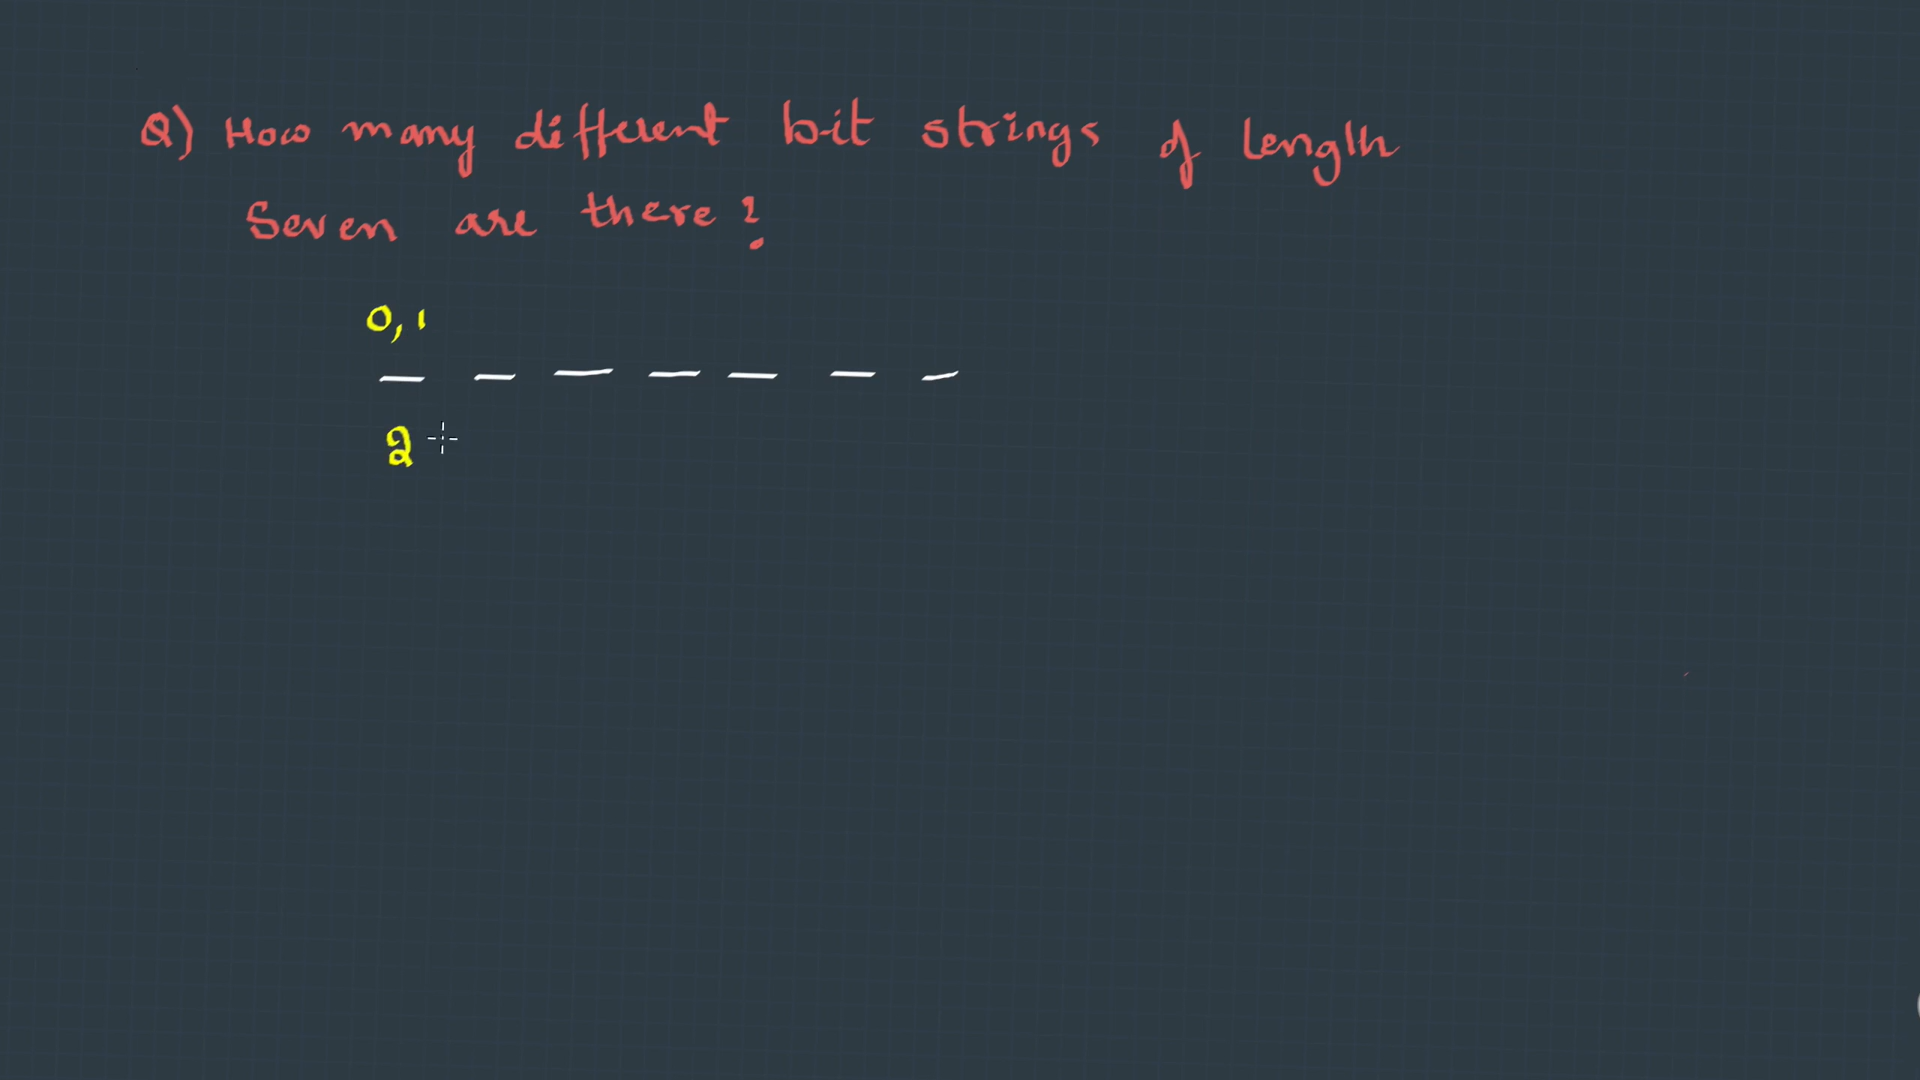 Q) How many different bit strings of length
Seven are there?
0, 1
2